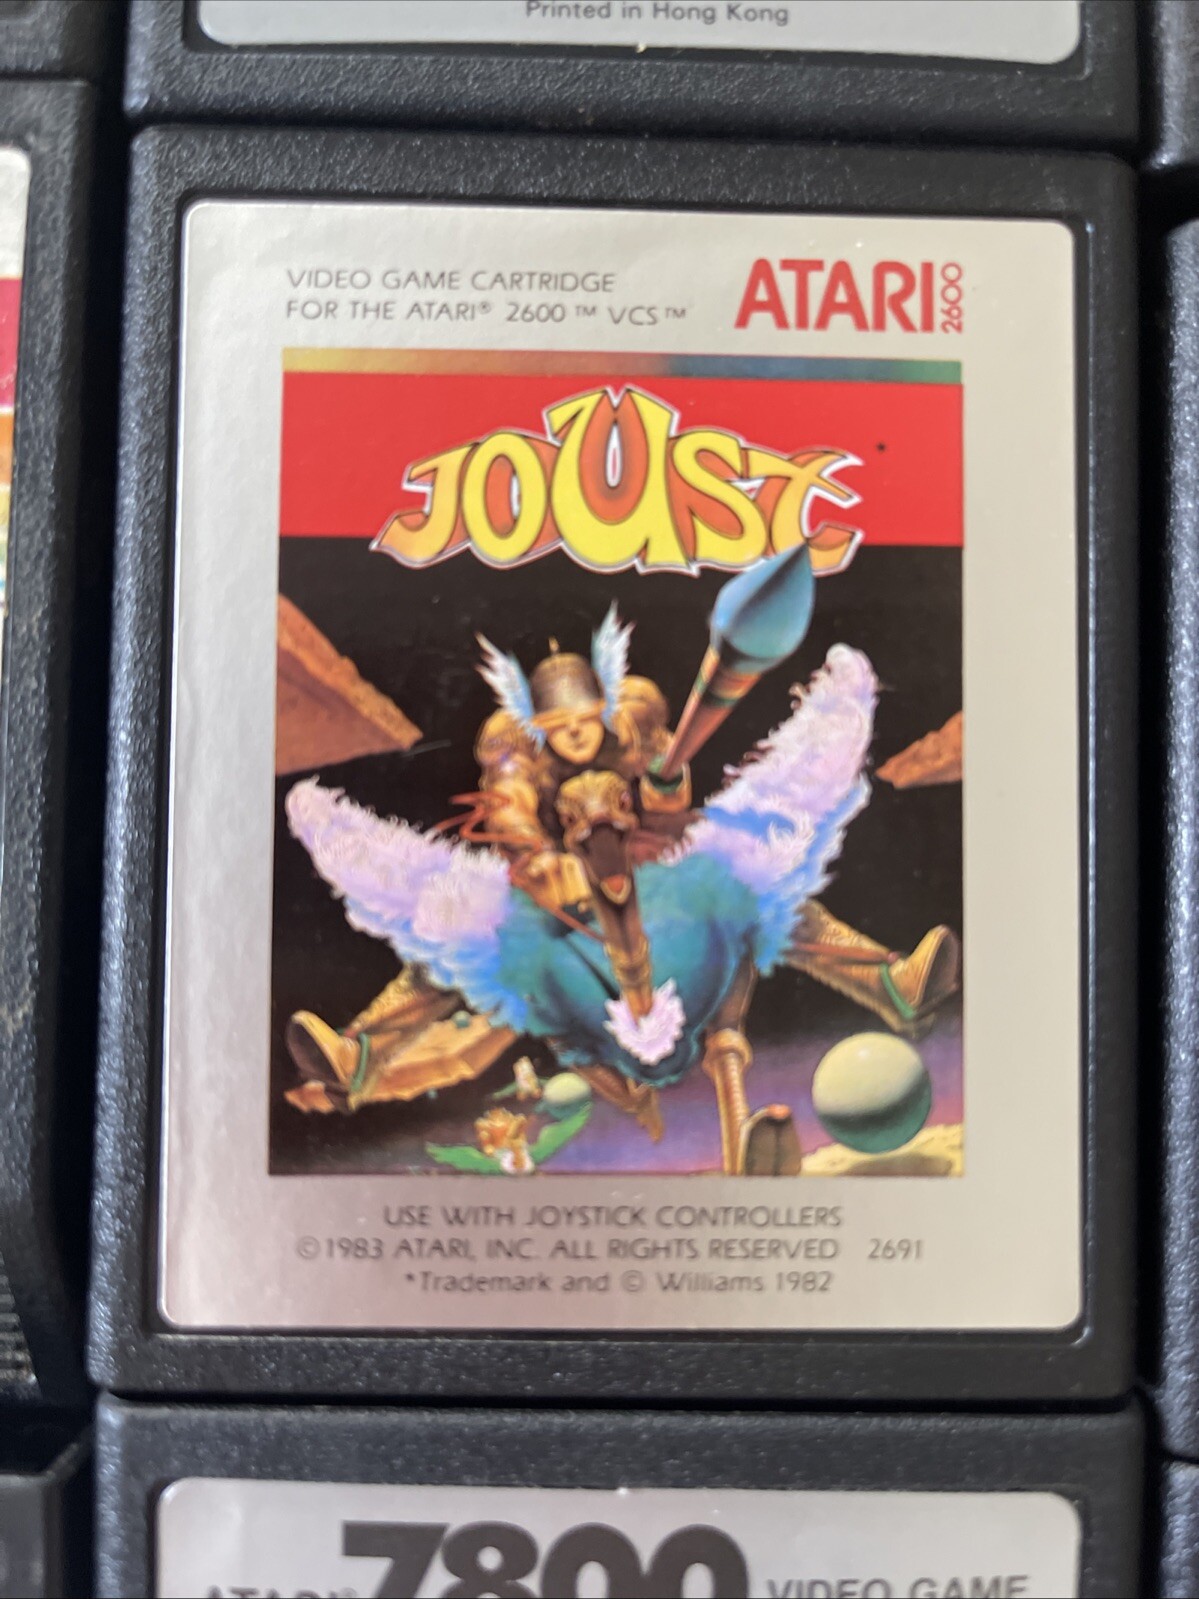 Printed in Hong Kong
VIDEO GAME CARTRIDGE
FOR THE ATARI® 2600™ VCS™
ATARI 2600
JOUST
USE WITH JOYSTICK CONTROLLERS
©1983 ATARI, INC. ALL RIGHTS RESERVED 2691
*Trademark and © Williams 1982
ATARI® 7800 VIDEO GAME